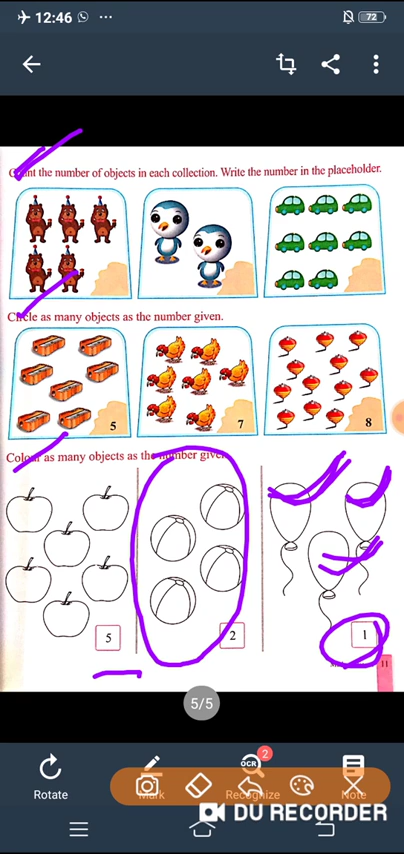 12:46
72
Count the number of objects in each collection. Write the number in the placeholder.
Circle as many objects as the number given.
5 7 8
Colour as many objects as the number given.
5 2 1
11
5/5
OCR 2
Rotate Mark Recognize Note
DU RECORDER